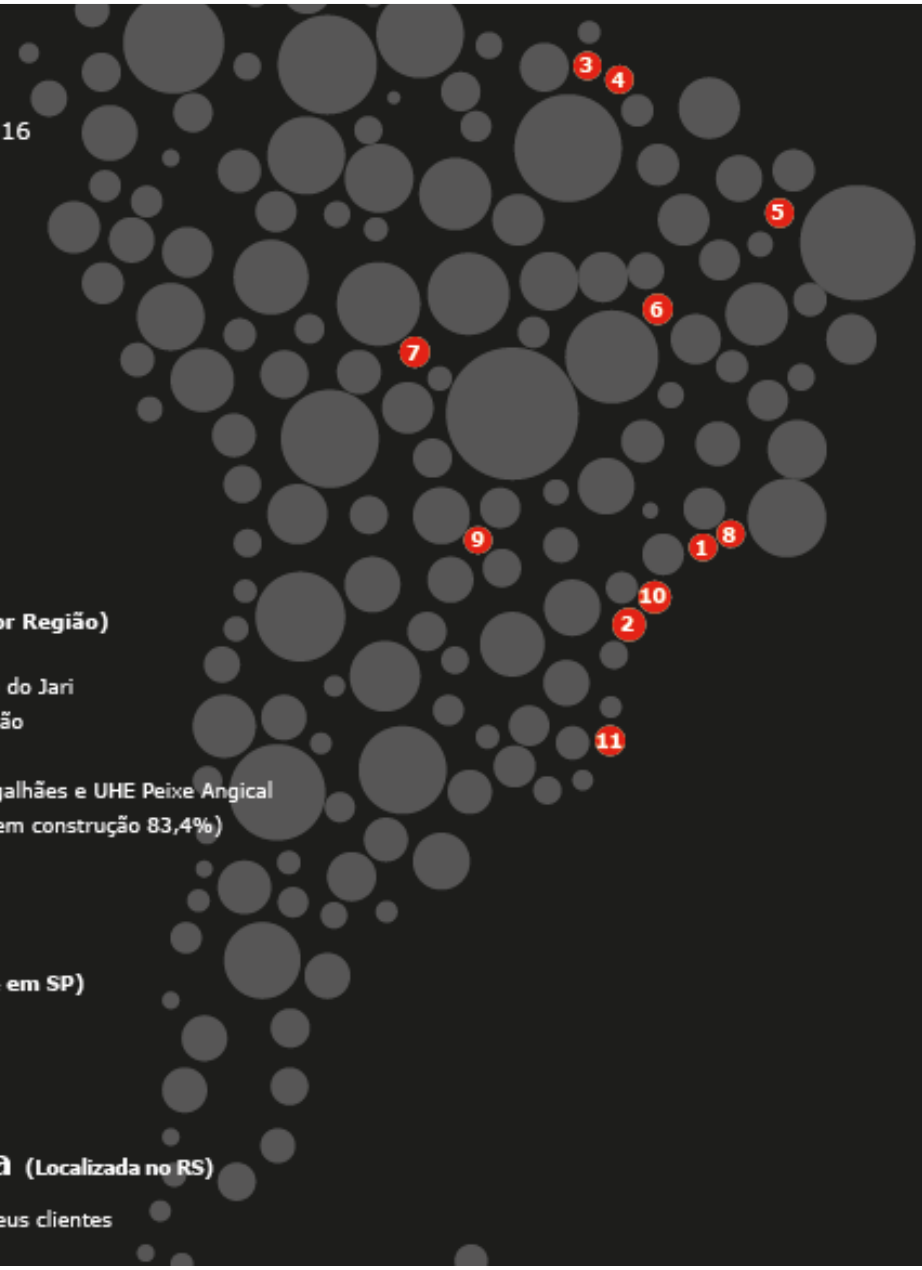 16
3
4
5
6
7
8
1
9
10
2
or Região)
do Jari
ão
11
galhães e UHE Peixe Angical
em construção 83,4%)
em SP)
a (Localizada no RS)
eus clientes